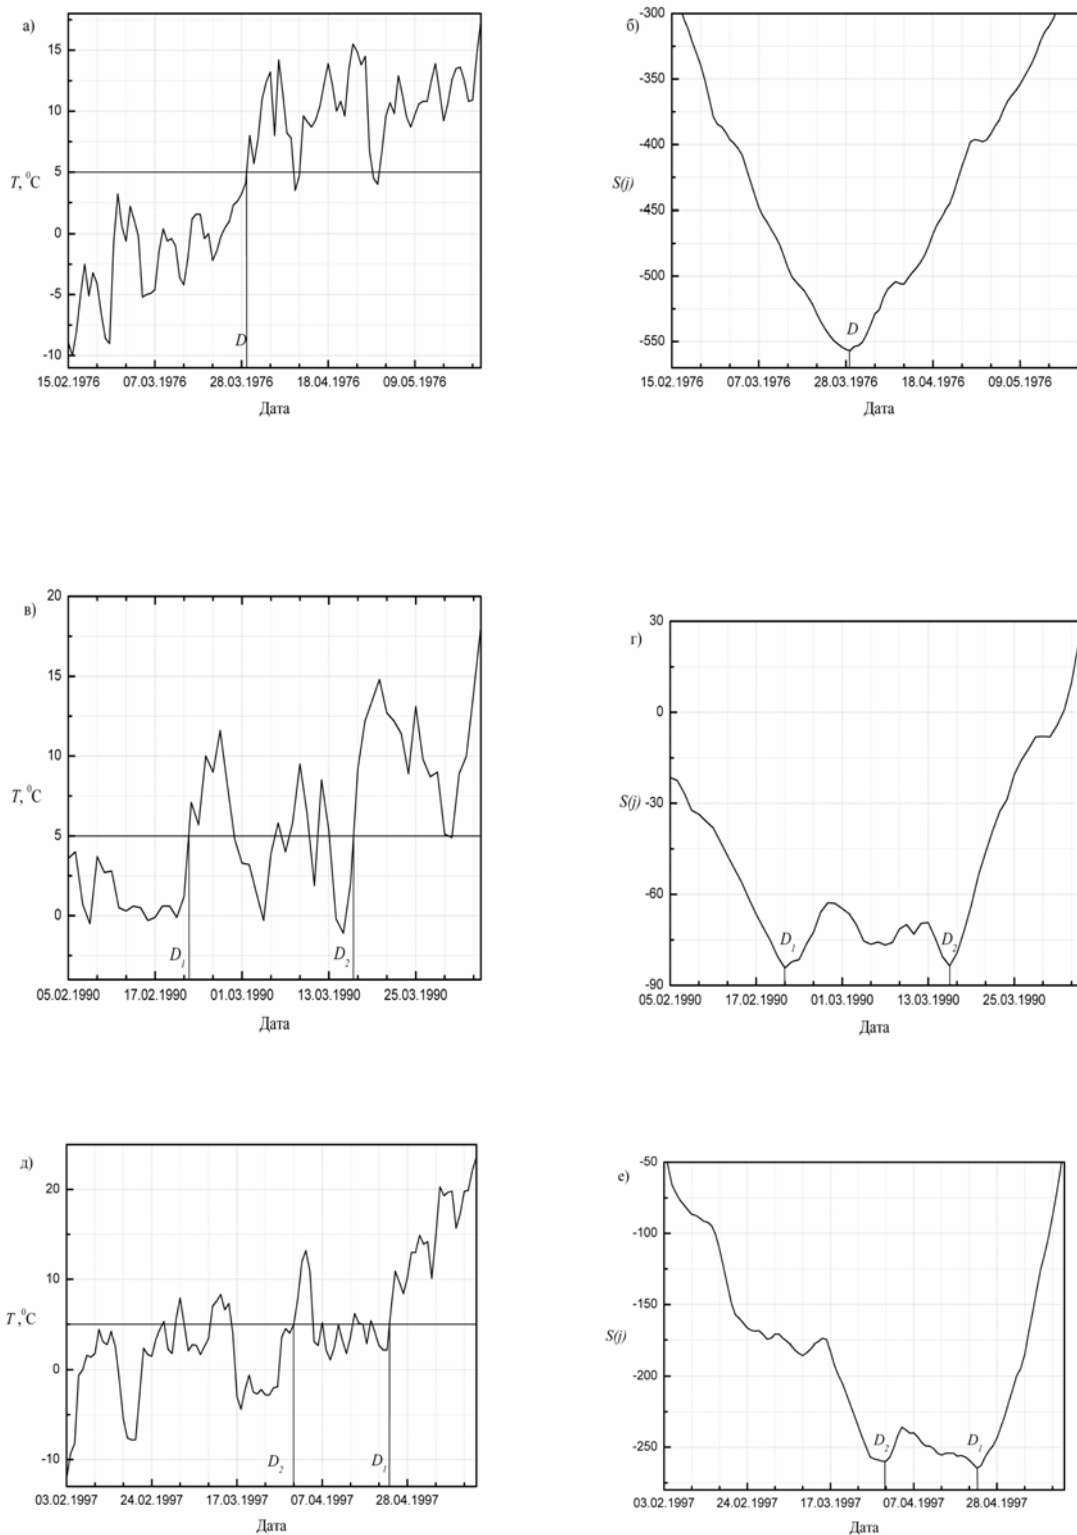 а)
15
10
5
0
-5
-10
T, ⁰C
D
15.02.1976 07.03.1976 28.03.1976 18.04.1976 09.05.1976
Дата
б)
-300
-350
-400
-450
-500
-550
S(j)
D
15.02.1976 07.03.1976 28.03.1976 18.04.1976 09.05.1976
Дата
в)
20
15
10
5
0
T, ⁰C
D₁ D₂
05.02.1990 17.02.1990 01.03.1990 13.03.1990 25.03.1990
Дата
г)
30
0
-30
-60
-90
S(j)
D₁ D₂
05.02.1990 17.02.1990 01.03.1990 13.03.1990 25.03.1990
Дата
д)
20
10
0
-10
T, ⁰C
D₂ D₁
03.02.1997 24.02.1997 17.03.1997 07.04.1997 28.04.1997
Дата
е)
-50
-100
-150
-200
-250
S(j)
D₂ D₁
03.02.1997 24.02.1997 17.03.1997 07.04.1997 28.04.1997
Дата